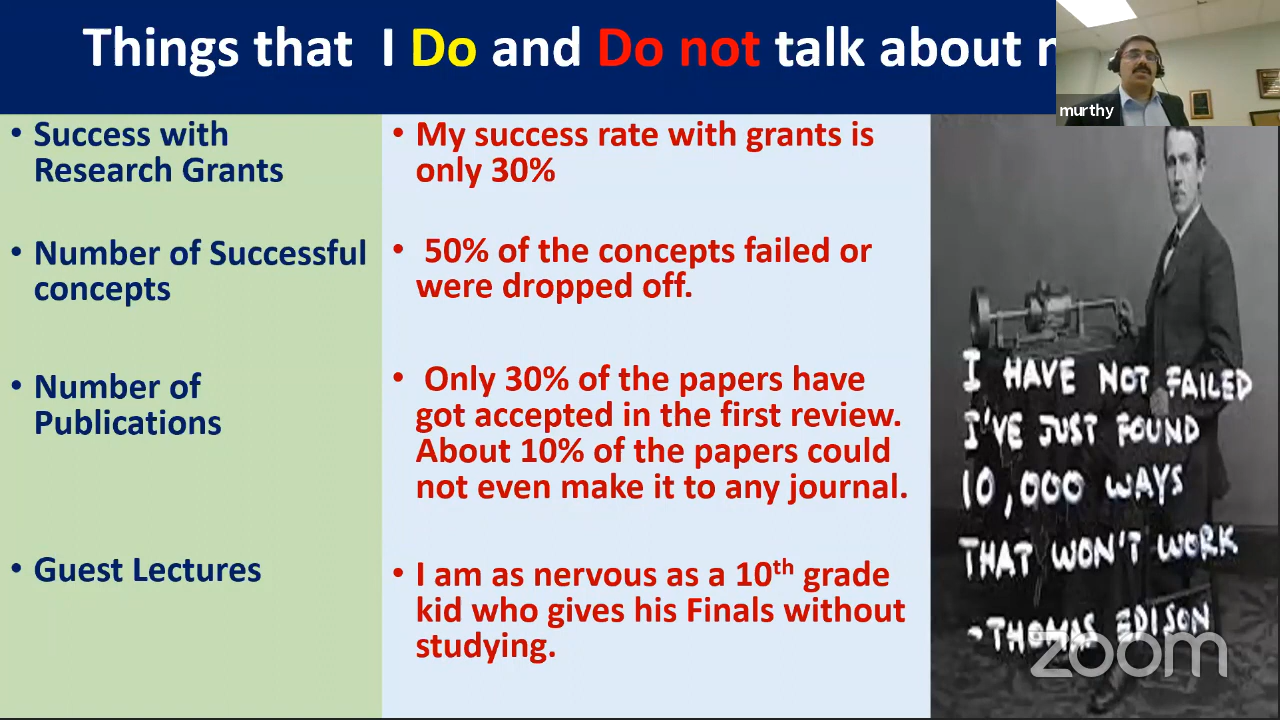 Things that I Do and Do not talk about
murthy
• Success with
Research Grants
• Number of Successful
concepts
• Number of
Publications
• Guest Lectures
• My success rate with grants is
only 30%
• 50% of the concepts failed or
were dropped off.
• Only 30% of the papers have
got accepted in the first review.
About 10% of the papers could
not even make it to any journal.
• I am as nervous as a 10th grade
kid who gives his Finals without
studying.
I HAVE NOT FAILED
I'VE JUST FOUND
10,000 WAYS
THAT WON'T WORK
-THOMAS EDISON
zoom